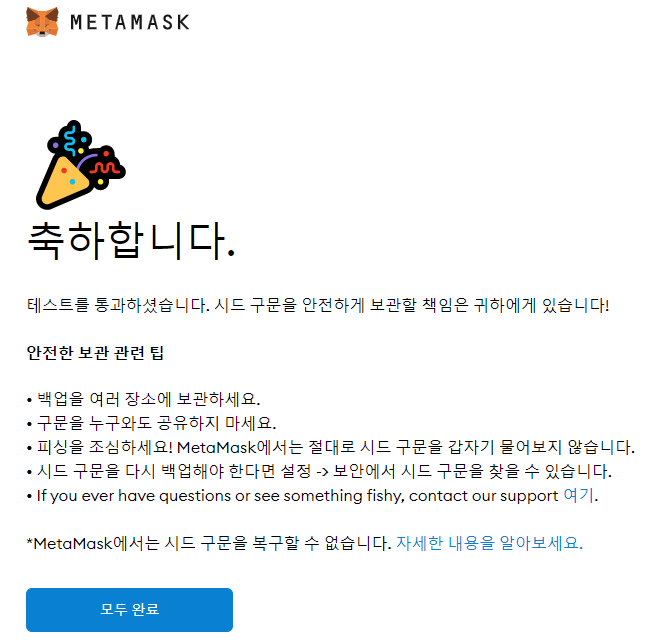 METAMASK
축하합니다.
테스트를 통과하셨습니다. 시드 구문을 안전하게 보관할 책임은 귀하에게 있습니다!
안전한 보관 관련 팁
• 백업을 여러 장소에 보관하세요.
• 구문을 누구와도 공유하지 마세요.
• 피싱을 조심하세요! MetaMask에서는 절대로 시드 구문을 갑자기 물어보지 않습니다.
• 시드 구문을 다시 백업해야 한다면 설정 -> 보안에서 시드 구문을 찾을 수 있습니다.
• If you ever have questions or see something fishy, contact our support 여기.
*MetaMask에서는 시드 구문을 복구할 수 없습니다. 자세한 내용을 알아보세요.
모두 완료